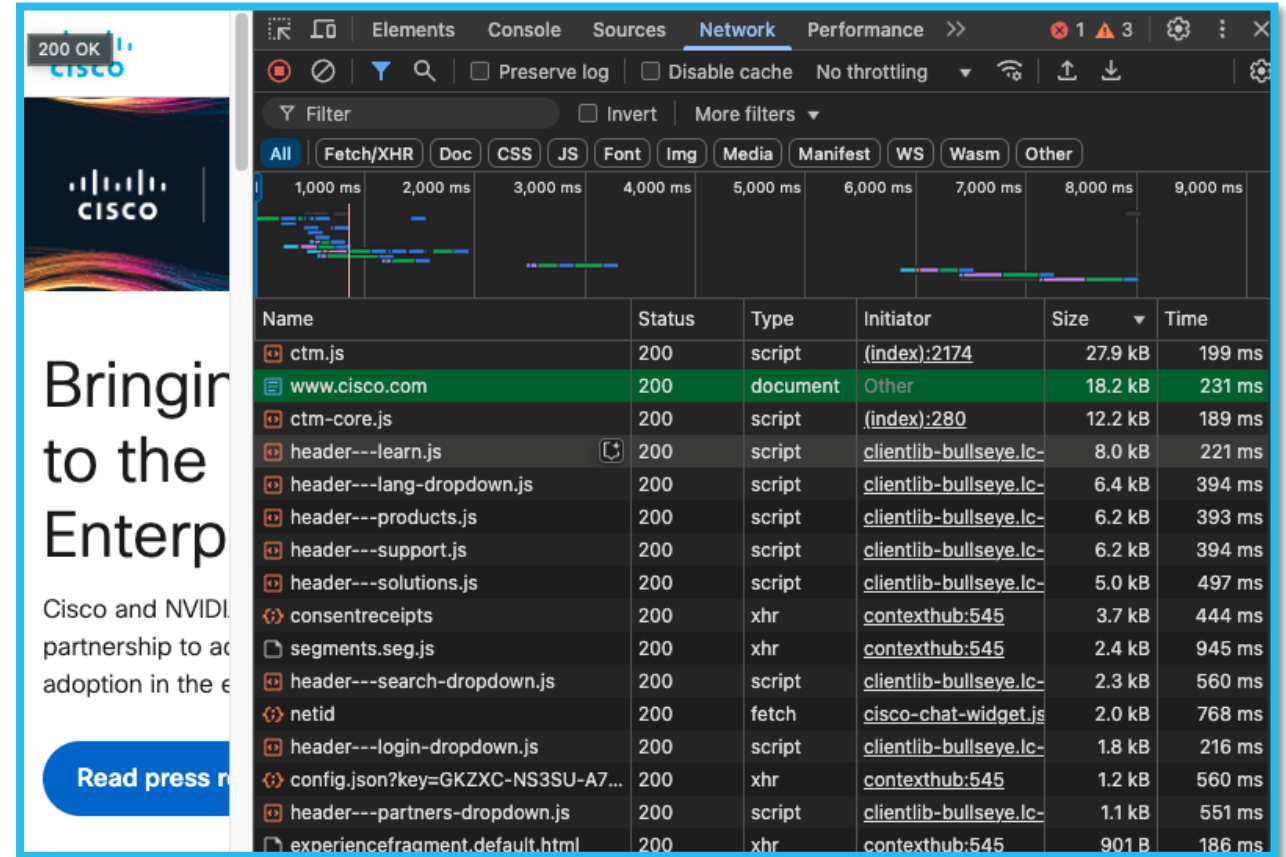 200 OK
CISCO
CISCO
Bringin
to the
Enterp
Cisco and NVIDI
partnership to ad
adoption in the e
Read press re
Elements Console Sources Network Performance >> 1 3
Preserve log Disable cache No throttling
Filter Invert More filters
All Fetch/XHR Doc CSS JS Font Img Media Manifest WS Wasm Other
1,000 ms 2,000 ms 3,000 ms 4,000 ms 5,000 ms 6,000 ms 7,000 ms 8,000 ms 9,000 ms
Name Status Type Initiator Size Time
ctm.js 200 script (index):2174 27.9 kB 199 ms
www.cisco.com 200 document Other 18.2 kB 231 ms
ctm-core.js 200 script (index):280 12.2 kB 189 ms
header---learn.js 200 script clientlib-bullseye.lc- 8.0 kB 221 ms
header---lang-dropdown.js 200 script clientlib-bullseye.lc- 6.4 kB 394 ms
header---products.js 200 script clientlib-bullseye.lc- 6.2 kB 393 ms
header---support.js 200 script clientlib-bullseye.lc- 6.2 kB 394 ms
header---solutions.js 200 script clientlib-bullseye.lc- 5.0 kB 497 ms
consentreceipts 200 xhr contexthub:545 3.7 kB 444 ms
segments.seg.js 200 xhr contexthub:545 2.4 kB 945 ms
header---search-dropdown.js 200 script clientlib-bullseye.lc- 2.3 kB 560 ms
netid 200 fetch cisco-chat-widget.js 2.0 kB 768 ms
header---login-dropdown.js 200 script clientlib-bullseye.lc- 1.8 kB 216 ms
config.json?key=GKZXC-NS3SU-A7... 200 xhr contexthub:545 1.2 kB 560 ms
header---partners-dropdown.js 200 script clientlib-bullseye.lc- 1.1 kB 551 ms
experiencefragment.default.html 200 xhr contexthub:545 901 B 186 ms